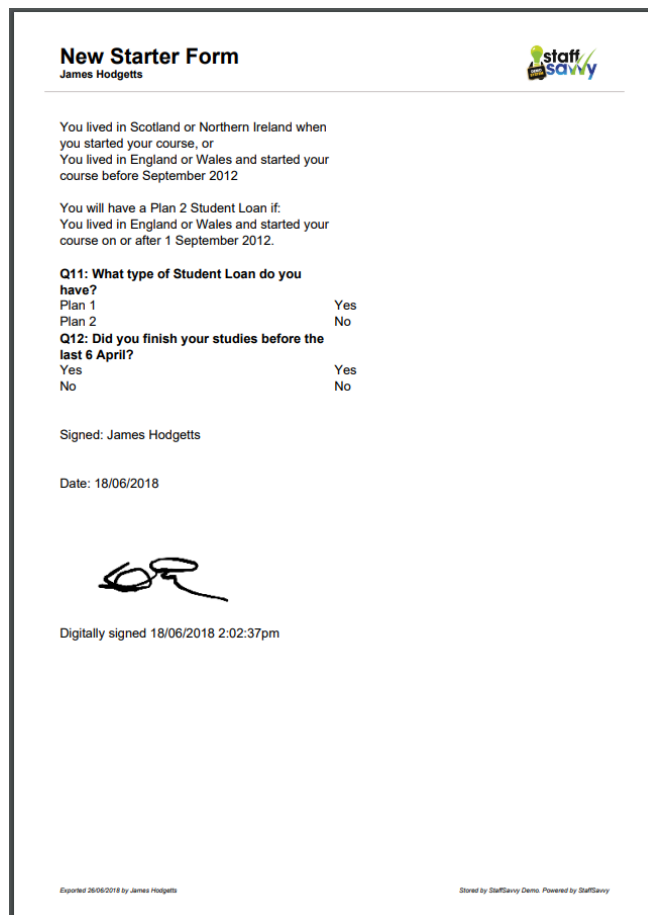 New Starter Form
James Hodgetts
staff
savvy
You lived in Scotland or Northern Ireland when
you started your course, or
You lived in England or Wales and started your
course before September 2012
You will have a Plan 2 Student Loan if:
You lived in England or Wales and started your
course on or after 1 September 2012.
Q11: What type of Student Loan do you
have?
Plan 1 Yes
Plan 2 No
Q12: Did you finish your studies before the
last 6 April?
Yes Yes
No No
Signed: James Hodgetts
Date: 18/06/2018
Digitally signed 18/06/2018 2:02:37pm
Exported 26/06/2018 by James Hodgetts Stored by StaffSavvy Demo. Powered by StaffSavvy